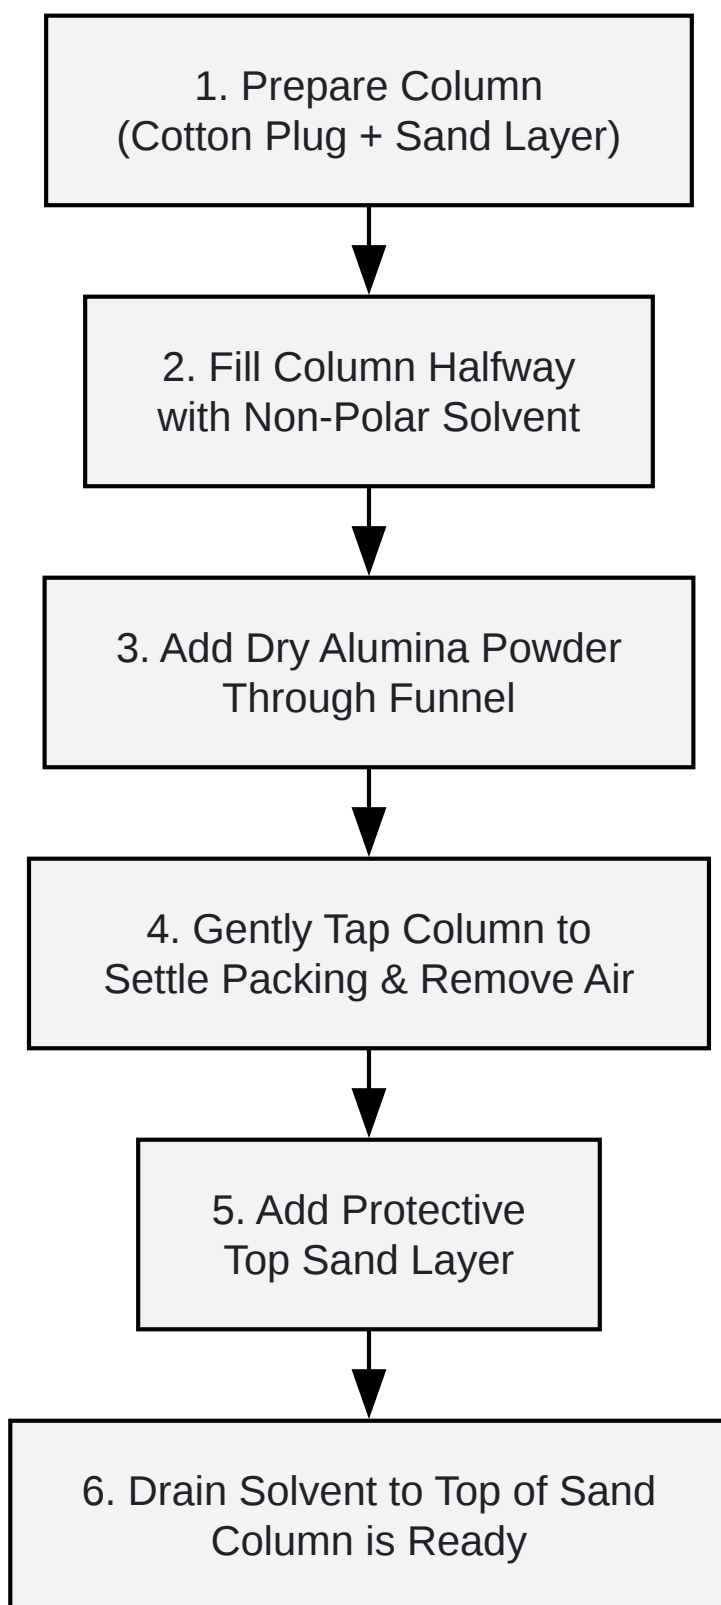 1. Prepare Column
(Cotton Plug + Sand Layer)
2. Fill Column Halfway
with Non-Polar Solvent
3. Add Dry Alumina Powder
Through Funnel
4. Gently Tap Column to
Settle Packing & Remove Air
5. Add Protective
Top Sand Layer
6. Drain Solvent to Top of Sand
Column is Ready